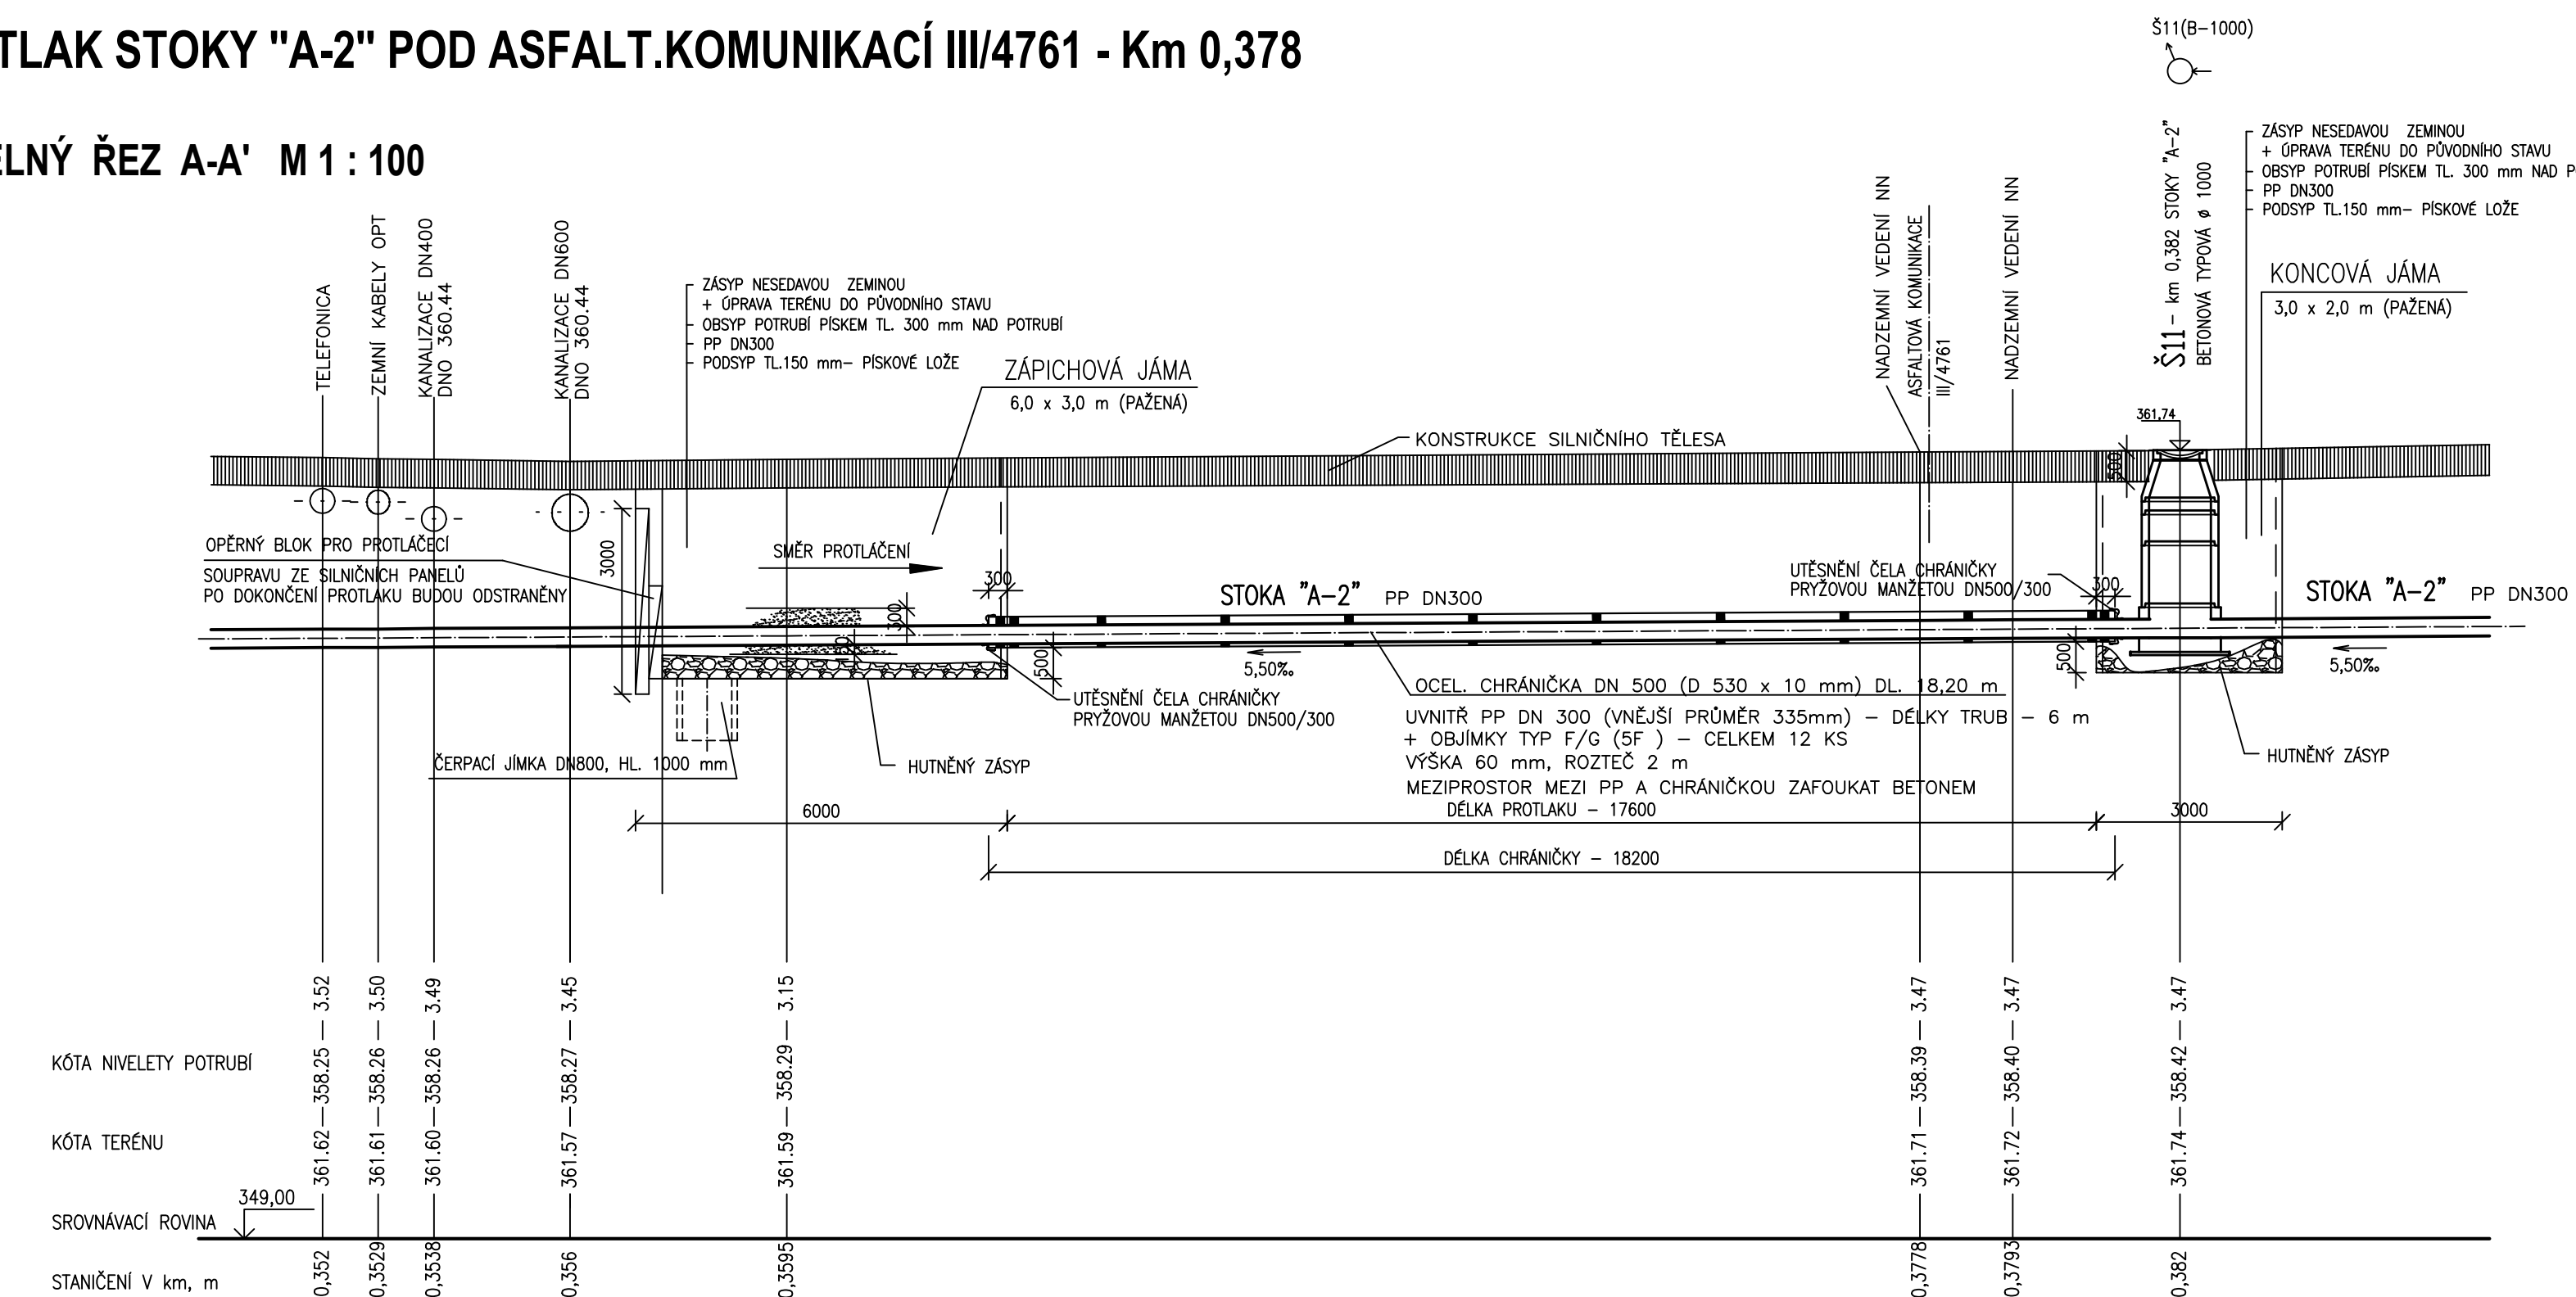 TLAK STOKY "A-2" POD ASFALT.KOMUNIKACÍ III/4761 - Km 0,378
ELNÝ ŘEZ A-A' M 1 : 100
Š11(B-1000)
Š11- km 0,382 STOKY "A-2"
BETONOVÁ TYPOVÁ ø 1000
ZÁSYP NESEDAVOU ZEMINOU
+ ÚPRAVA TERÉNU DO PŮVODNÍHO STAVU
OBSYP POTRUBÍ PÍSKEM TL. 300 mm NAD P
PP DN300
PODSYP TL.150 mm- PÍSKOVÉ LOŽE
KONCOVÁ JÁMA
3,0 x 2,0 m (PAŽENÁ)
TELEFONICA
ZEMNÍ KABELY OPT
KANALIZACE DN400
DNO 360.44
KANALIZACE DN600
DNO 360.44
ZÁSYP NESEDAVOU ZEMINOU
+ ÚPRAVA TERÉNU DO PŮVODNÍHO STAVU
OBSYP POTRUBÍ PÍSKEM TL. 300 mm NAD POTRUBÍ
PP DN300
PODSYP TL.150 mm- PÍSKOVÉ LOŽE
ZÁPICHOVÁ JÁMA
6,0 x 3,0 m (PAŽENÁ)
NADZEMNÍ VEDENÍ NN
ASFALTOVÁ KOMUNIKACE
III/4761
NADZEMNÍ VEDENÍ NN
361,74
KONSTRUKCE SILNIČNÍHO TĚLESA
500
OPĚRNÝ BLOK PRO PROTLÁČECÍ
SOUPRAVU ZE SILNIČNÍCH PANELŮ
PO DOKONČENÍ PROTLAKU BUDOU ODSTRANĚNY
3000
SMĚR PROTLÁČENÍ
300
300
STOKA "A-2" PP DN300
UTĚSNĚNÍ ČELA CHRÁNIČKY
PRYŽOVOU MANŽETOU DN500/300
300
STOKA "A-2" PP DN300
500
5,50‰
500
5,50‰
UTĚSNĚNÍ ČELA CHRÁNIČKY
PRYŽOVOU MANŽETOU DN500/300
OCEL. CHRÁNIČKA DN 500 (D 530 x 10 mm) DL. 18,20 m
UVNITŘ PP DN 300 (VNĚJŠÍ PRŮMĚR 335mm) – DÉLKY TRUB – 6 m
+ OBJÍMKY TYP F/G (5F ) – CELKEM 12 KS
VÝŠKA 60 mm, ROZTEČ 2 m
MEZIPROSTOR MEZI PP A CHRÁNIČKOU ZAFOUKAT BETONEM
ČERPACÍ JÍMKA DN800, HL. 1000 mm
HUTNĚNÝ ZÁSYP
HUTNĚNÝ ZÁSYP
6000
DÉLKA PROTLAKU – 17600
3000
DÉLKA CHRÁNIČKY – 18200
3.52
3.50
3.49
3.45
3.15
3.47
3.47
3.47
KÓTA NIVELETY POTRUBÍ
358.25
358.26
358.26
358.27
358.29
358.39
358.40
358.42
KÓTA TERÉNU
361.62
361.61
361.60
361.57
361.59
361.71
361.72
361.74
349,00
SROVNÁVACÍ ROVINA
STANIČENÍ V km, m
0,352
0,3529
0,3538
0,356
0,3595
0,3778
0,3793
0,382